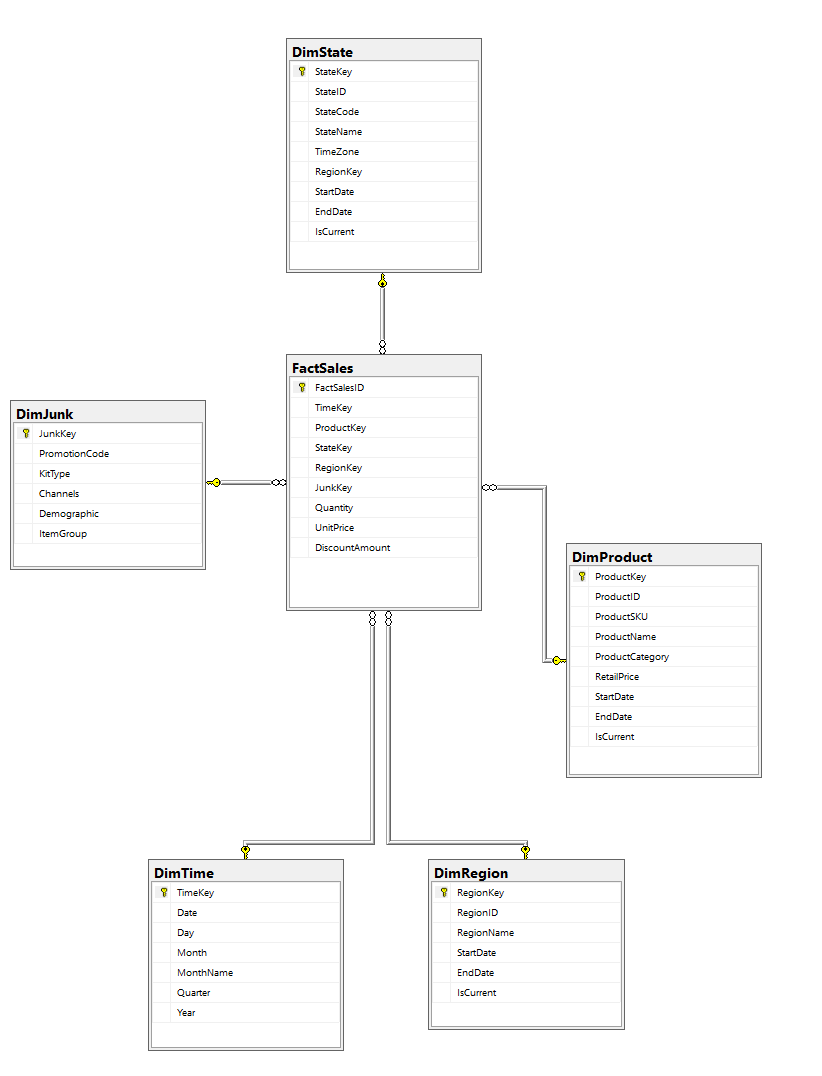 DimState
StateKey
StateID
StateCode
StateName
TimeZone
RegionKey
StartDate
EndDate
IsCurrent
FactSales
FactSalesID
TimeKey
ProductKey
StateKey
RegionKey
JunkKey
Quantity
UnitPrice
DiscountAmount
DimJunk
JunkKey
PromotionCode
KitType
Channels
Demographic
ItemGroup
DimProduct
ProductKey
ProductID
ProductSKU
ProductName
ProductCategory
RetailPrice
StartDate
EndDate
IsCurrent
DimTime
TimeKey
Date
Day
Month
MonthName
Quarter
Year
DimRegion
RegionKey
RegionID
RegionName
StartDate
EndDate
IsCurrent